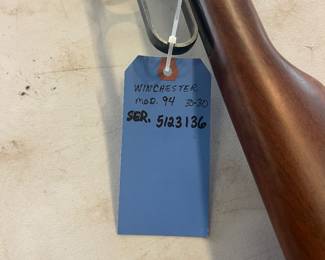 WINCHESTER
MOD. 94 30-30
SER. 5123136